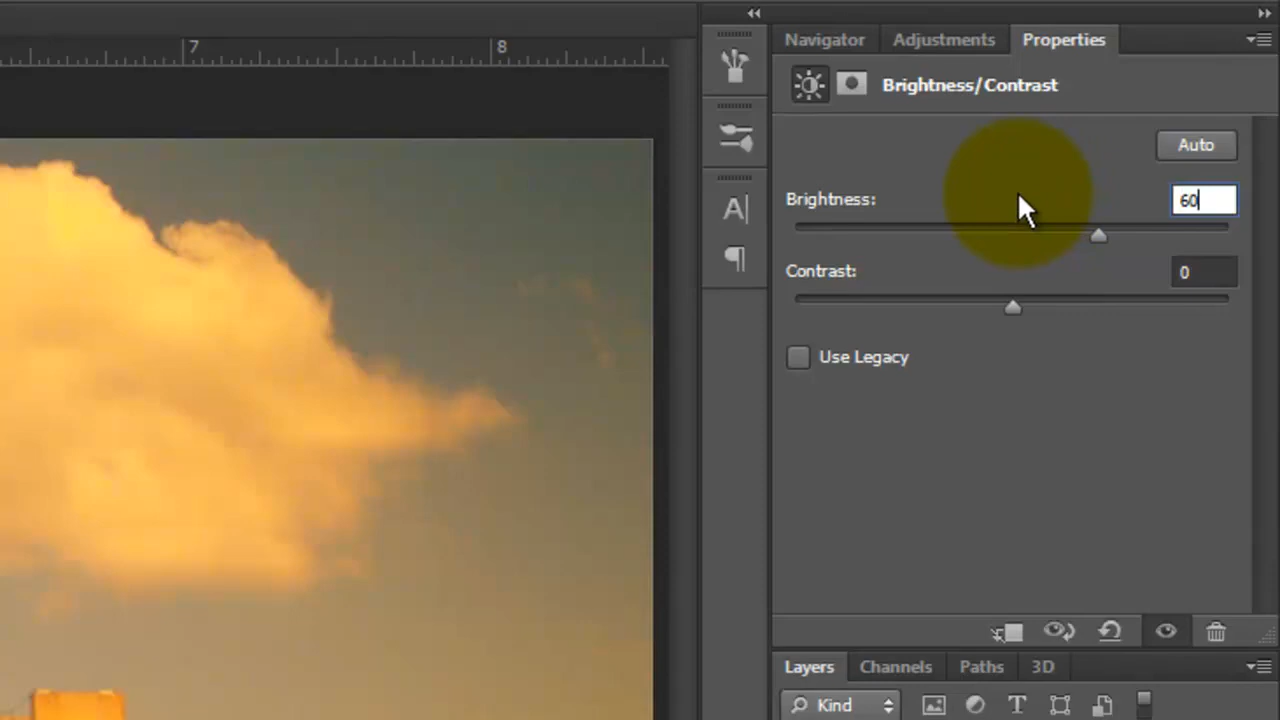 7 8
Navigator Adjustments Properties
Brightness/Contrast
Auto
Brightness: 60
Contrast: 0
Use Legacy
A
Layers Channels Paths 3D
Kind T